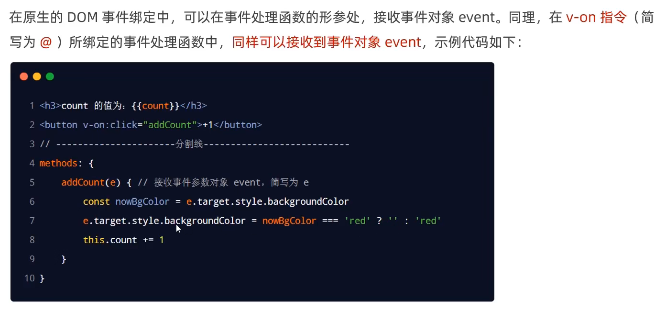 在原生的 DOM 事件绑定中，可以在事件处理函数的形参处，接收事件对象 event。同理，在 v-on 指令（简
写为 @ ）所绑定的事件处理函数中，同样可以接收到事件对象 event，示例代码如下：
1 <h3>count 的值为：{{count}}</h3>
2 <button v-on:click="addCount">+1</button>
3 // ----------------------分割线---------------------------
4 methods: {
5 addCount(e) { // 接收事件参数对象 event，简写为 e
6 const nowBgColor = e.target.style.backgroundColor
7 e.target.style.backgroundColor = nowBgColor === 'red' ? '' : 'red'
8 this.count += 1
9 }
10 }